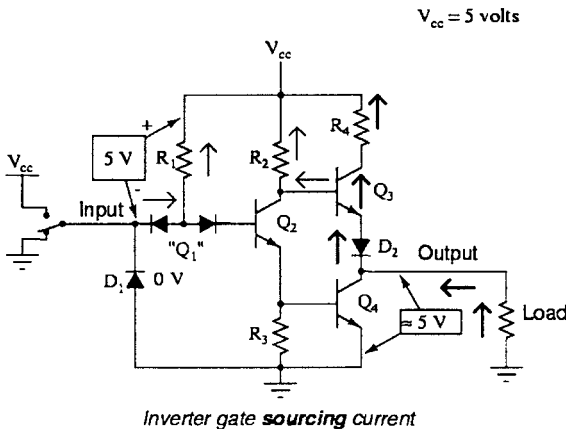 Vcc = 5 volts
Vcc
+
5 V
-
R1
R2
R4
Vcc
Input
"Q1"
Q2
Q3
D2
Output
D1
0 V
R3
Q4
≈ 5 V
Load
Inverter gate sourcing current